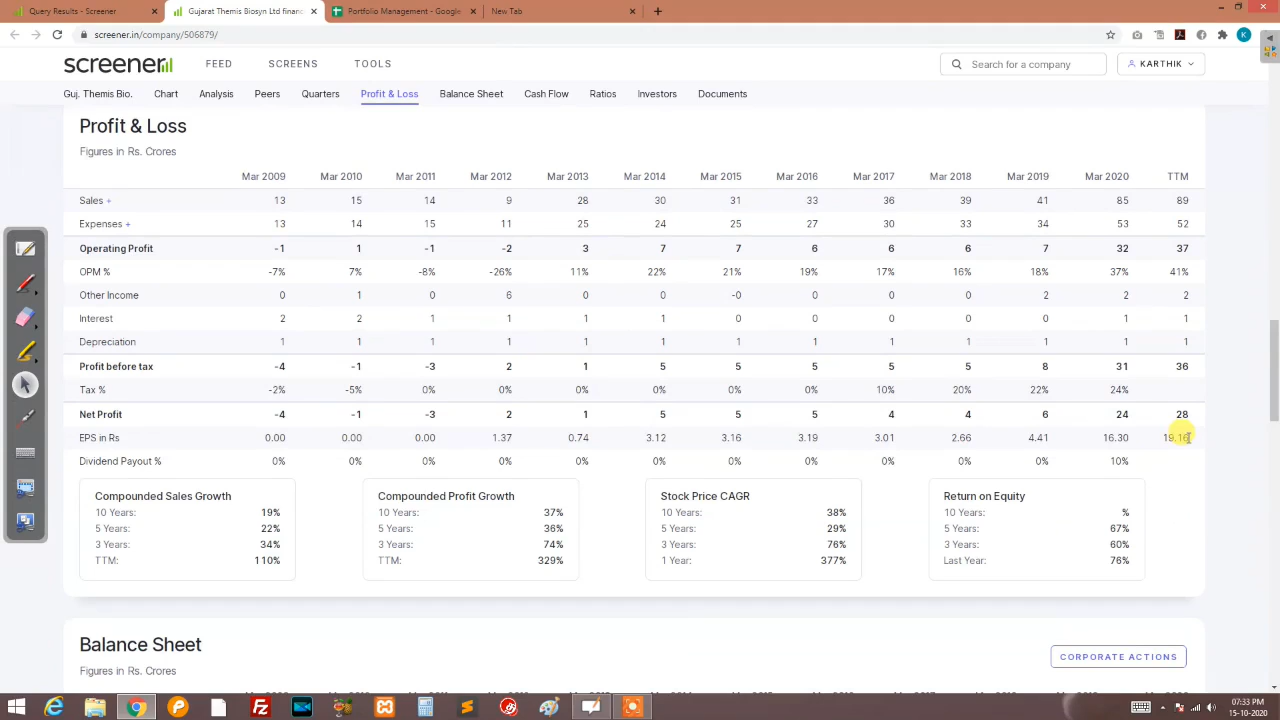 Query Results - Screener
Gujarat Themis Biosyn Ltd finan
Portfolio Management - Google
New Tab
screener.in/company/506879/
K
screener
FEED SCREENS TOOLS
Search for a company
KARTHIK
Guj. Themis Bio. Chart Analysis Peers Quarters Profit & Loss Balance Sheet Cash Flow Ratios Investors Documents
Profit & Loss
Figures in Rs. Crores
Mar 2009 Mar 2010 Mar 2011 Mar 2012 Mar 2013 Mar 2014 Mar 2015 Mar 2016 Mar 2017 Mar 2018 Mar 2019 Mar 2020 TTM
Sales + 13 15 14 9 28 30 31 33 36 39 41 85 89
Expenses + 13 14 15 11 25 24 25 27 30 33 34 53 52
Operating Profit -1 1 -1 -2 3 7 7 6 6 6 7 32 37
OPM % -7% 7% -8% -26% 11% 22% 21% 19% 17% 16% 18% 37% 41%
Other Income 0 1 0 6 0 0 -0 0 0 0 2 2 2
Interest 2 2 1 1 1 1 0 0 0 0 0 1 1
Depreciation 1 1 1 1 1 1 1 1 1 1 1 1 1
Profit before tax -4 -1 -3 2 1 5 5 5 5 5 8 31 36
Tax % -2% -5% 0% 0% 0% 0% 0% 0% 10% 20% 22% 24%
Net Profit -4 -1 -3 2 1 5 5 5 4 4 6 24 28
EPS in Rs 0.00 0.00 0.00 1.37 0.74 3.12 3.16 3.19 3.01 2.66 4.41 16.30 19.16
Dividend Payout % 0% 0% 0% 0% 0% 0% 0% 0% 0% 0% 0% 10%
Compounded Sales Growth
10 Years: 19%
5 Years: 22%
3 Years: 34%
TTM: 110%
Compounded Profit Growth
10 Years: 37%
5 Years: 36%
3 Years: 74%
TTM: 329%
Stock Price CAGR
10 Years: 38%
5 Years: 29%
3 Years: 76%
1 Year: 377%
Return on Equity
10 Years: %
5 Years: 67%
3 Years: 60%
Last Year: 76%
Balance Sheet
Figures in Rs. Crores
CORPORATE ACTIONS
07:33 PM
15-10-2020